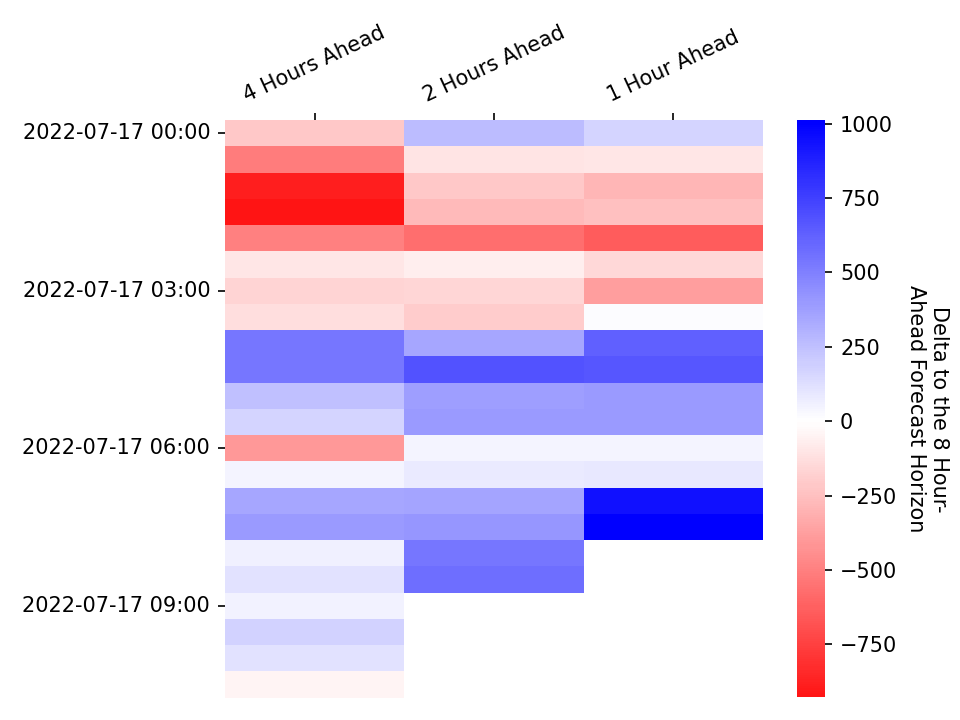 4 Hours Ahead
2 Hours Ahead
1 Hour Ahead
2022-07-17 00:00
2022-07-17 03:00
2022-07-17 06:00
2022-07-17 09:00
1000
750
500
250
0
−250
−500
−750
Delta to the 8 Hour-
Ahead Forecast Horizon